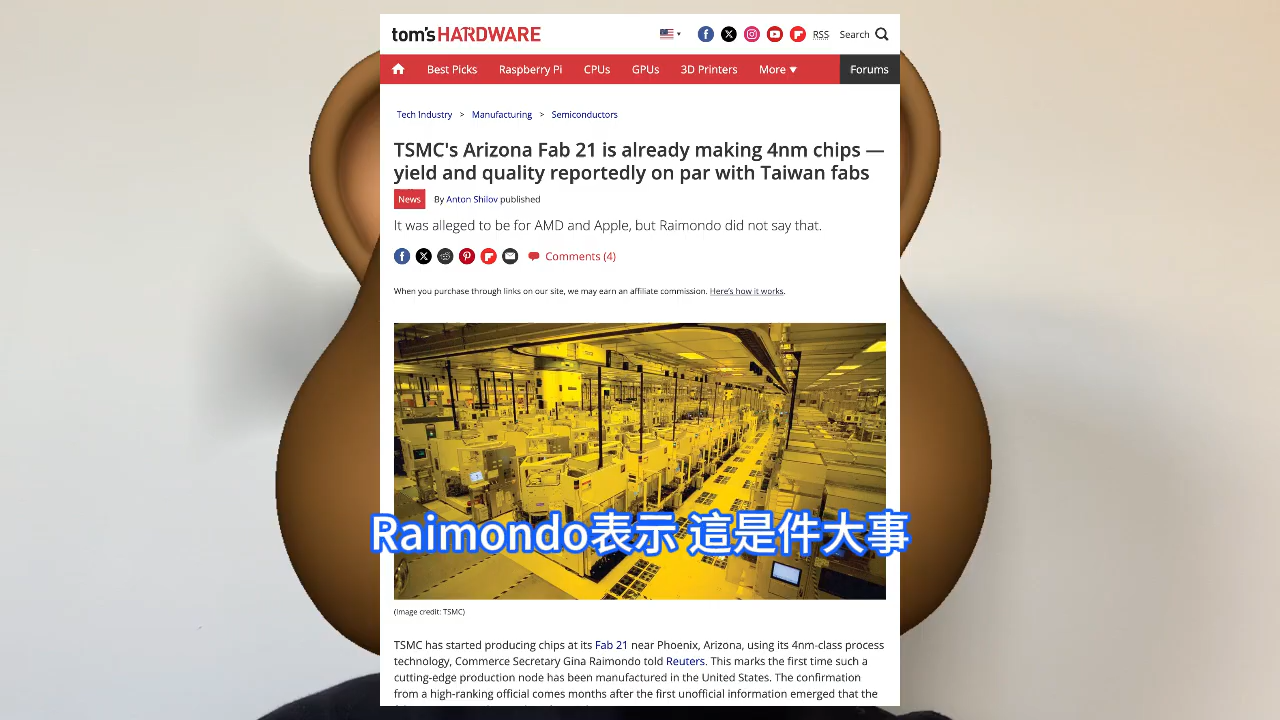 tom's HARDWARE
RSS
Search
Best Picks
Raspberry Pi
CPUs
GPUs
3D Printers
More
Forums
Tech Industry > Manufacturing > Semiconductors
TSMC's Arizona Fab 21 is already making 4nm chips —
yield and quality reportedly on par with Taiwan fabs
News By Anton Shilov published
It was alleged to be for AMD and Apple, but Raimondo did not say that.
Comments (4)
When you purchase through links on our site, we may earn an affiliate commission. Here's how it works.
Raimondo表示 這是件大事
(Image credit: TSMC)
TSMC has started producing chips at its Fab 21 near Phoenix, Arizona, using its 4nm-class process
technology, Commerce Secretary Gina Raimondo told Reuters. This marks the first time such a
cutting-edge production node has been manufactured in the United States. The confirmation
from a high-ranking official comes months after the first unofficial information emerged that the